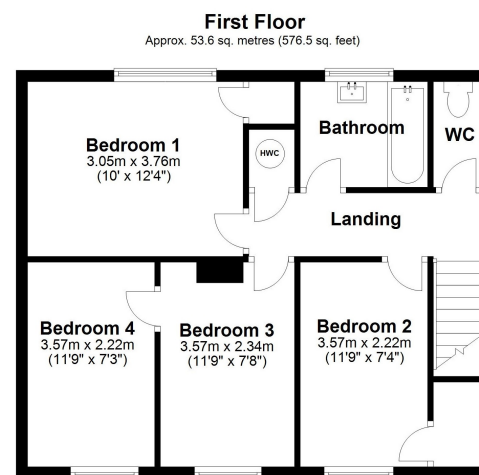 First Floor
Approx. 53.6 sq. metres (576.5 sq. feet)
Bedroom 1
3.05m x 3.76m
(10' x 12'4")
HWC
Bathroom
WC
Landing
Bedroom 4
3.57m x 2.22m
(11'9" x 7'3")
Bedroom 3
3.57m x 2.34m
(11'9" x 7'8")
Bedroom 2
3.57m x 2.22m
(11'9" x 7'4")